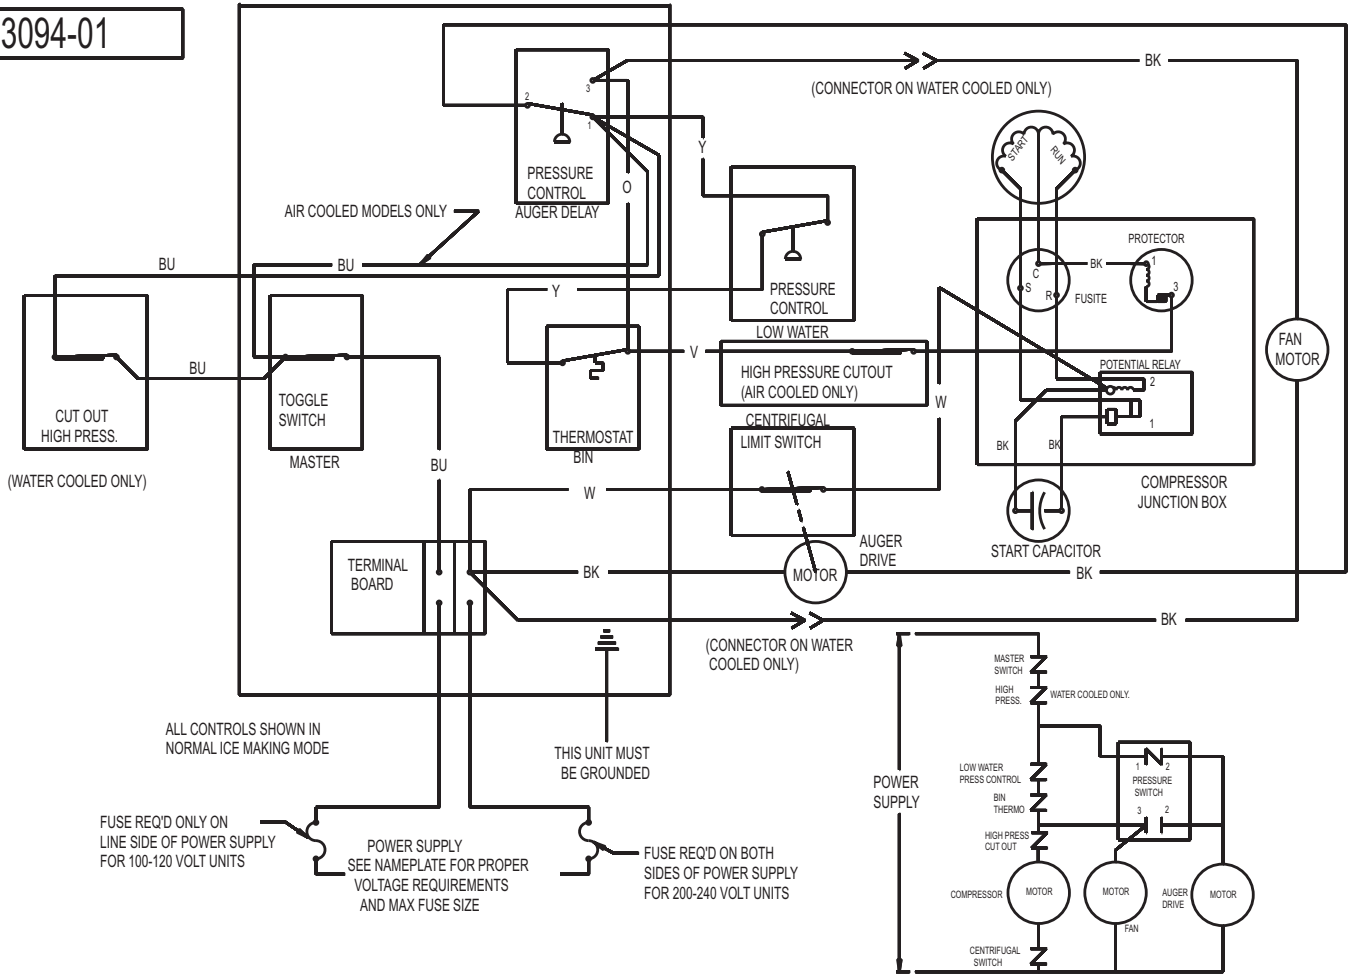 3094-01
BK
(CONNECTOR ON WATER COOLED ONLY)
3
2
1
PRESSURE
CONTROL
AUGER DELAY
Y
O
AIR COOLED MODELS ONLY
BU
BU
START
RUN
PROTECTOR
BK
1
3
C
S
R
FUSITE
Y
PRESSURE
CONTROL
LOW WATER
FAN
MOTOR
V
HIGH PRESSURE CUTOUT
(AIR COOLED ONLY)
POTENTIAL RELAY
2
1
W
BU
CUT OUT
HIGH PRESS.
(WATER COOLED ONLY)
TOGGLE
SWITCH
MASTER
THERMOSTAT
BIN
CENTRIFUGAL
LIMIT SWITCH
BK
BK
BU
W
COMPRESSOR
JUNCTION BOX
START CAPACITOR
TERMINAL
BOARD
BK
MOTOR
AUGER
DRIVE
BK
BK
(CONNECTOR ON WATER
COOLED ONLY)
ALL CONTROLS SHOWN IN
NORMAL ICE MAKING MODE
THIS UNIT MUST
BE GROUNDED
FUSE REQ'D ONLY ON
LINE SIDE OF POWER SUPPLY
FOR 100-120 VOLT UNITS
POWER SUPPLY
SEE NAMEPLATE FOR PROPER
VOLTAGE REQUIREMENTS
AND MAX FUSE SIZE
FUSE REQ'D ON BOTH
SIDES OF POWER SUPPLY
FOR 200-240 VOLT UNITS
POWER
SUPPLY
MASTER
SWITCH
HIGH
PRESS.
WATER COOLED ONLY.
LOW WATER
PRESS CONTROL
BIN
THERMO
HIGH PRESS
CUT OUT
1
2
PRESSURE
SWITCH
3
2
COMPRESSOR
MOTOR
MOTOR
FAN
AUGER
DRIVE
MOTOR
CENTRIFUGAL
SWITCH